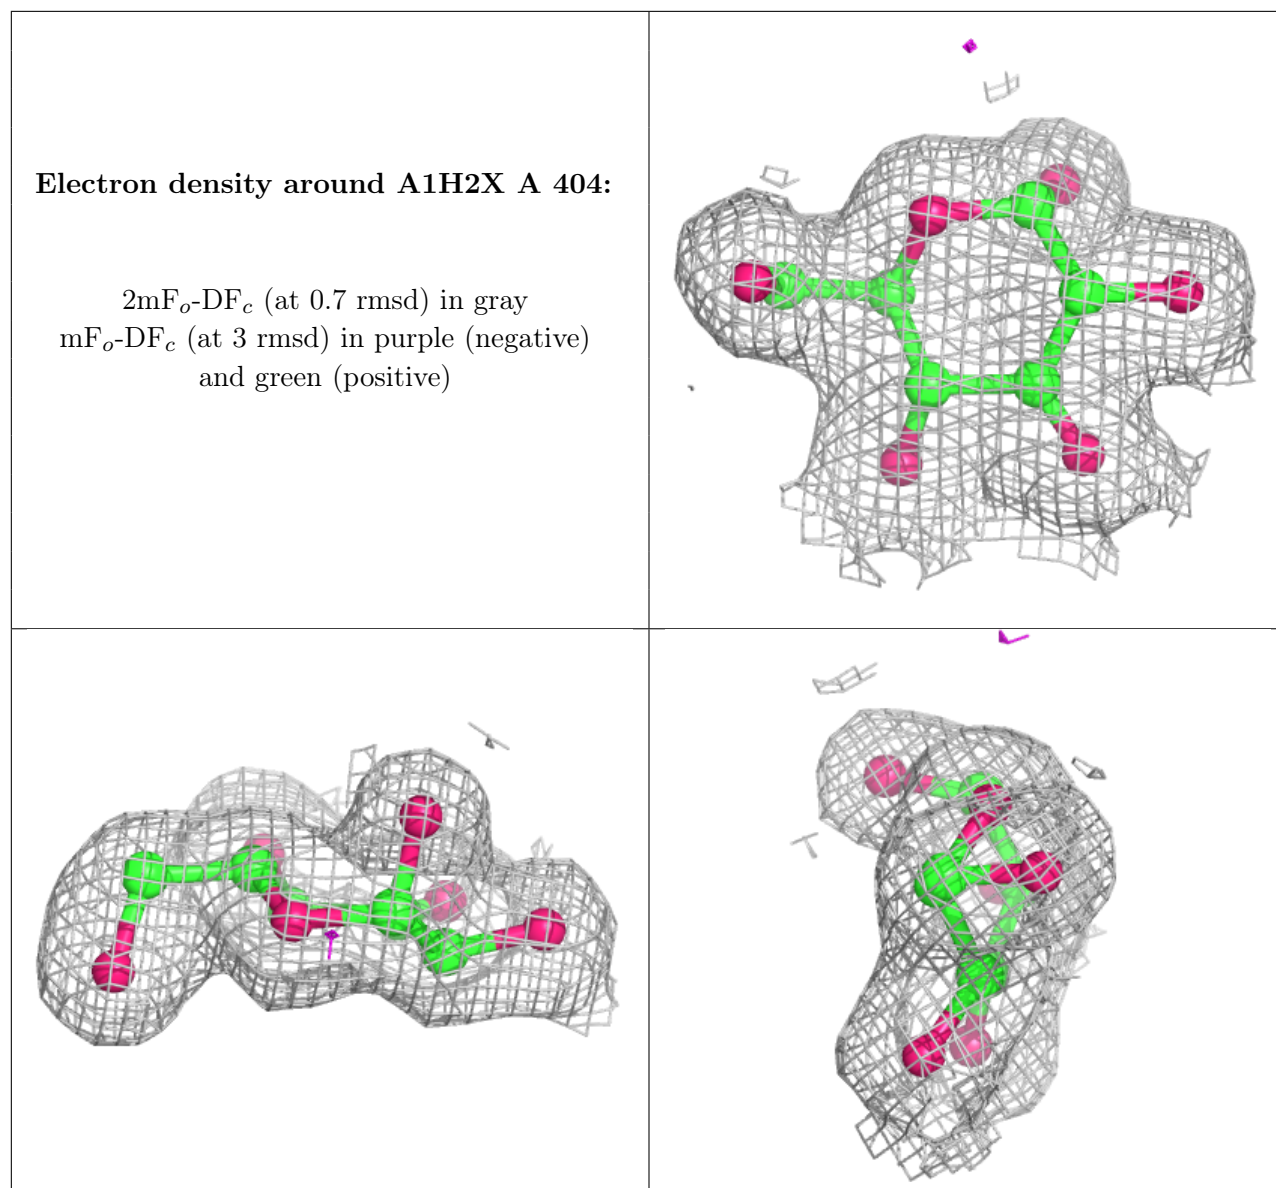 Electron density around A1H2X A 404:
2mFₒ-DF𝒸 (at 0.7 rmsd) in gray
mFₒ-DF𝒸 (at 3 rmsd) in purple (negative)
and green (positive)